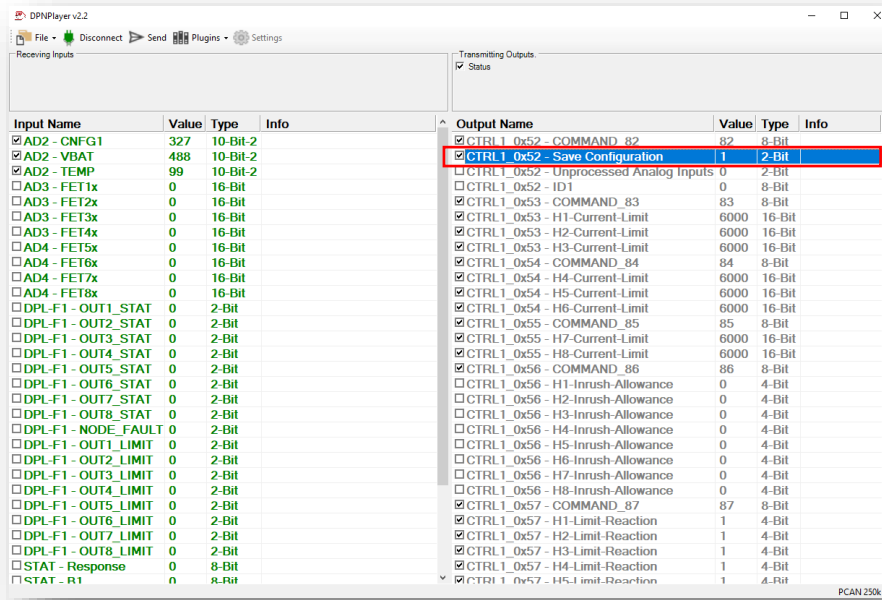 DPNPlayer v2.2
File Disconnect Send Plugins Settings
Receving Inputs
Input Name Value Type Info
AD2 - CNFG1 327 10-Bit-2
AD2 - VBAT 488 10-Bit-2
AD2 - TEMP 99 10-Bit-2
AD3 - FET1x 0 16-Bit
AD3 - FET2x 0 16-Bit
AD3 - FET3x 0 16-Bit
AD3 - FET4x 0 16-Bit
AD4 - FET5x 0 16-Bit
AD4 - FET6x 0 16-Bit
AD4 - FET7x 0 16-Bit
AD4 - FET8x 0 16-Bit
DPL-F1 - OUT1_STAT 0 2-Bit
DPL-F1 - OUT2_STAT 0 2-Bit
DPL-F1 - OUT3_STAT 0 2-Bit
DPL-F1 - OUT4_STAT 0 2-Bit
DPL-F1 - OUT5_STAT 0 2-Bit
DPL-F1 - OUT6_STAT 0 2-Bit
DPL-F1 - OUT7_STAT 0 2-Bit
DPL-F1 - OUT8_STAT 0 2-Bit
DPL-F1 - NODE_FAULT 0 2-Bit
DPL-F1 - OUT1_LIMIT 0 2-Bit
DPL-F1 - OUT2_LIMIT 0 2-Bit
DPL-F1 - OUT3_LIMIT 0 2-Bit
DPL-F1 - OUT4_LIMIT 0 2-Bit
DPL-F1 - OUT5_LIMIT 0 2-Bit
DPL-F1 - OUT6_LIMIT 0 2-Bit
DPL-F1 - OUT7_LIMIT 0 2-Bit
DPL-F1 - OUT8_LIMIT 0 2-Bit
STAT - Response 0 8-Bit
STAT - B1 0 8-Bit
Transmitting Outputs.
Status
Output Name Value Type Info
CTRL1_0x52 - COMMAND_82 82 8-Bit
CTRL1_0x52 - Save Configuration 1 2-Bit
CTRL1_0x52 - Unprocessed Analog Inputs 0 2-Bit
CTRL1_0x52 - ID1 0 8-Bit
CTRL1_0x53 - COMMAND_83 83 8-Bit
CTRL1_0x53 - H1-Current-Limit 6000 16-Bit
CTRL1_0x53 - H2-Current-Limit 6000 16-Bit
CTRL1_0x53 - H3-Current-Limit 6000 16-Bit
CTRL1_0x54 - COMMAND_84 84 8-Bit
CTRL1_0x54 - H4-Current-Limit 6000 16-Bit
CTRL1_0x54 - H5-Current-Limit 6000 16-Bit
CTRL1_0x54 - H6-Current-Limit 6000 16-Bit
CTRL1_0x55 - COMMAND_85 85 8-Bit
CTRL1_0x55 - H7-Current-Limit 6000 16-Bit
CTRL1_0x55 - H8-Current-Limit 6000 16-Bit
CTRL1_0x56 - COMMAND_86 86 8-Bit
CTRL1_0x56 - H1-Inrush-Allowance 0 4-Bit
CTRL1_0x56 - H2-Inrush-Allowance 0 4-Bit
CTRL1_0x56 - H3-Inrush-Allowance 0 4-Bit
CTRL1_0x56 - H4-Inrush-Allowance 0 4-Bit
CTRL1_0x56 - H5-Inrush-Allowance 0 4-Bit
CTRL1_0x56 - H6-Inrush-Allowance 0 4-Bit
CTRL1_0x56 - H7-Inrush-Allowance 0 4-Bit
CTRL1_0x56 - H8-Inrush-Allowance 0 4-Bit
CTRL1_0x57 - COMMAND_87 87 8-Bit
CTRL1_0x57 - H1-Limit-Reaction 1 4-Bit
CTRL1_0x57 - H2-Limit-Reaction 1 4-Bit
CTRL1_0x57 - H3-Limit-Reaction 1 4-Bit
CTRL1_0x57 - H4-Limit-Reaction 1 4-Bit
CTRL1_0x57 - H5-Limit-Reaction 1 4-Bit
PCAN 250k